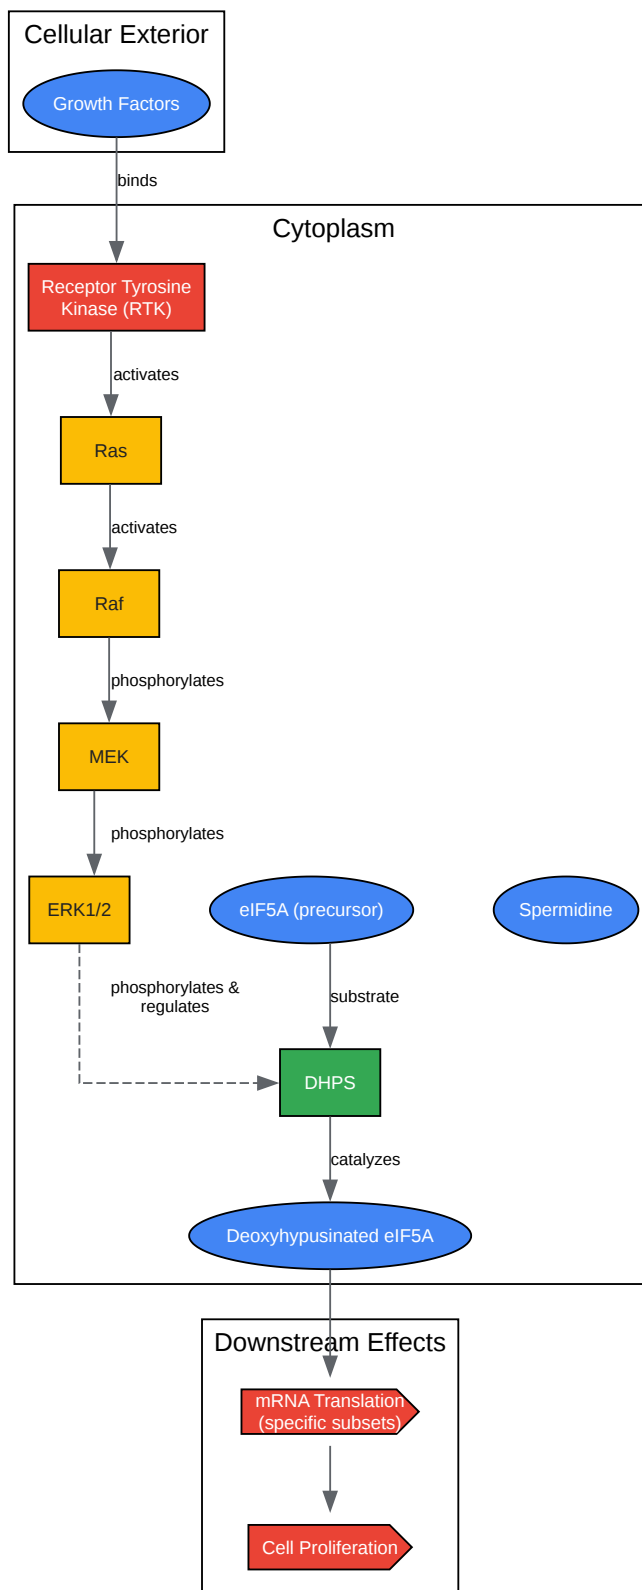 Cellular Exterior
Growth Factors
binds
Cytoplasm
Receptor Tyrosine
Kinase (RTK)
activates
Ras
activates
Raf
phosphorylates
MEK
phosphorylates
ERK1/2
eIF5A (precursor)
Spermidine
phosphorylates &
regulates
substrate
DHPS
catalyzes
Deoxyhypusinated eIF5A
Downstream Effects
mRNA Translation
(specific subsets)
Cell Proliferation